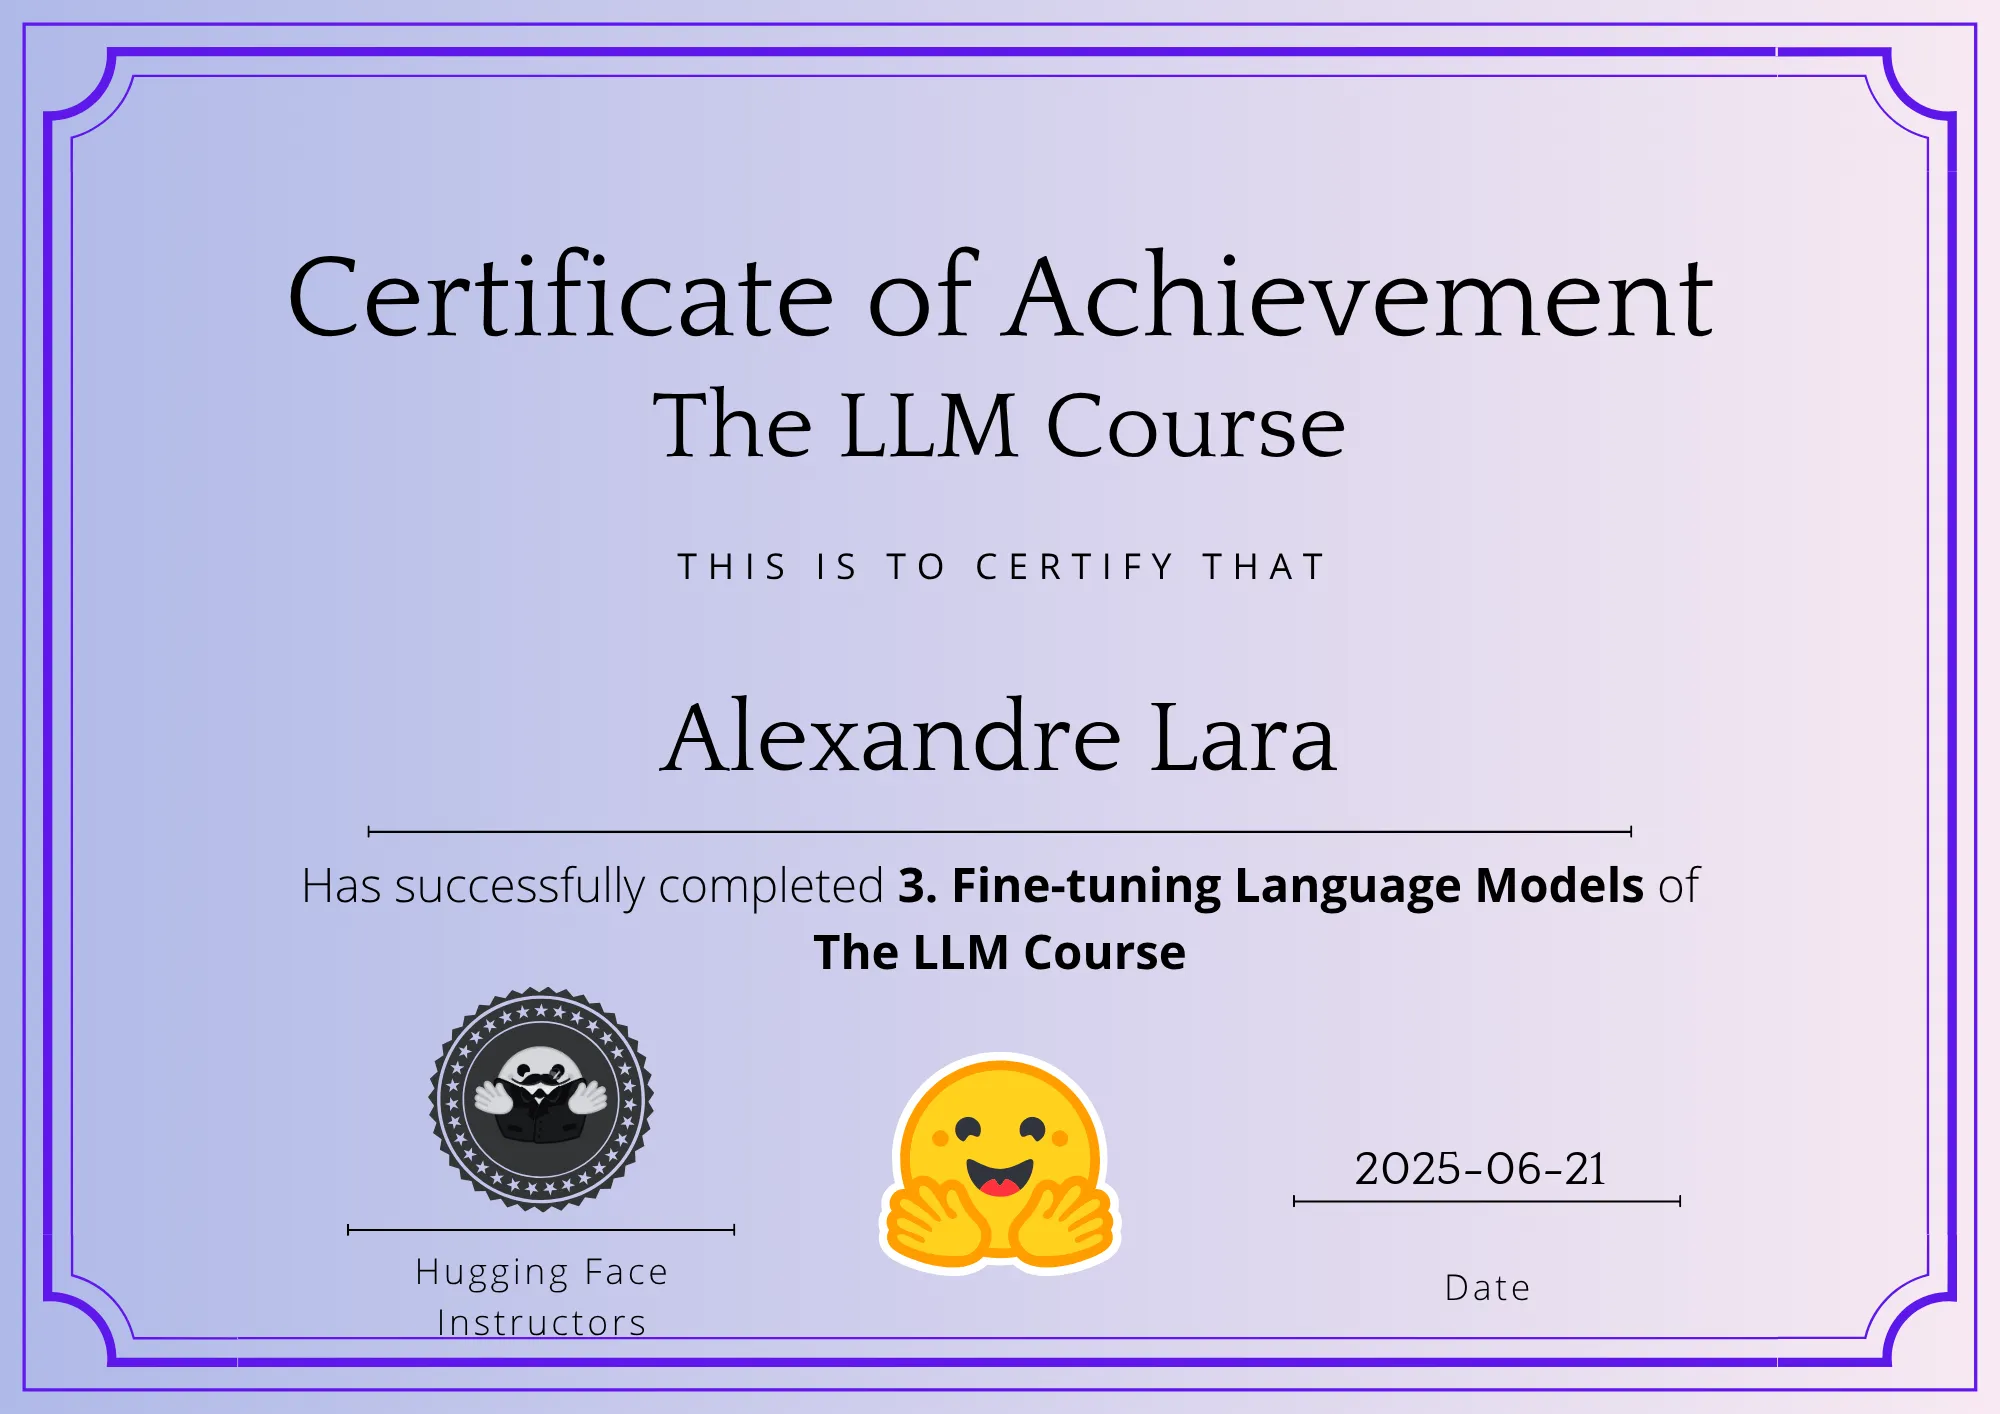 Certificate of Achievement
The LLM Course
THIS IS TO CERTIFY THAT
Alexandre Lara
Has successfully completed 3. Fine-tuning Language Models of
The LLM Course
2025-06-21
Hugging Face
Instructors
Date